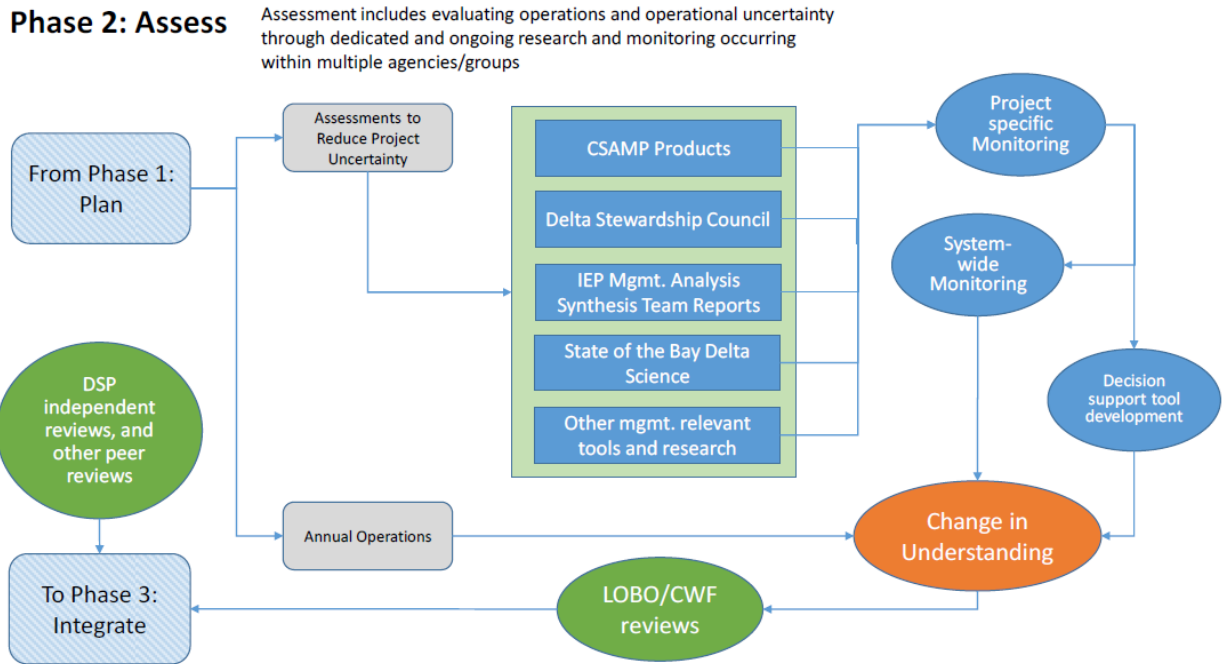 Phase 2: Assess
Assessment includes evaluating operations and operational uncertainty
through dedicated and ongoing research and monitoring occurring
within multiple agencies/groups
From Phase 1:
Plan
Assessments to
Reduce Project
Uncertainty
CSAMP Products
Delta Stewardship Council
IEP Mgmt. Analysis
Synthesis Team Reports
State of the Bay Delta
Science
Other mgmt. relevant
tools and research
Project
specific
Monitoring
System-
wide
Monitoring
Decision
support tool
development
DSP
independent
reviews, and
other peer
reviews
Annual Operations
Change in
Understanding
To Phase 3:
Integrate
LOBO/CWF
reviews